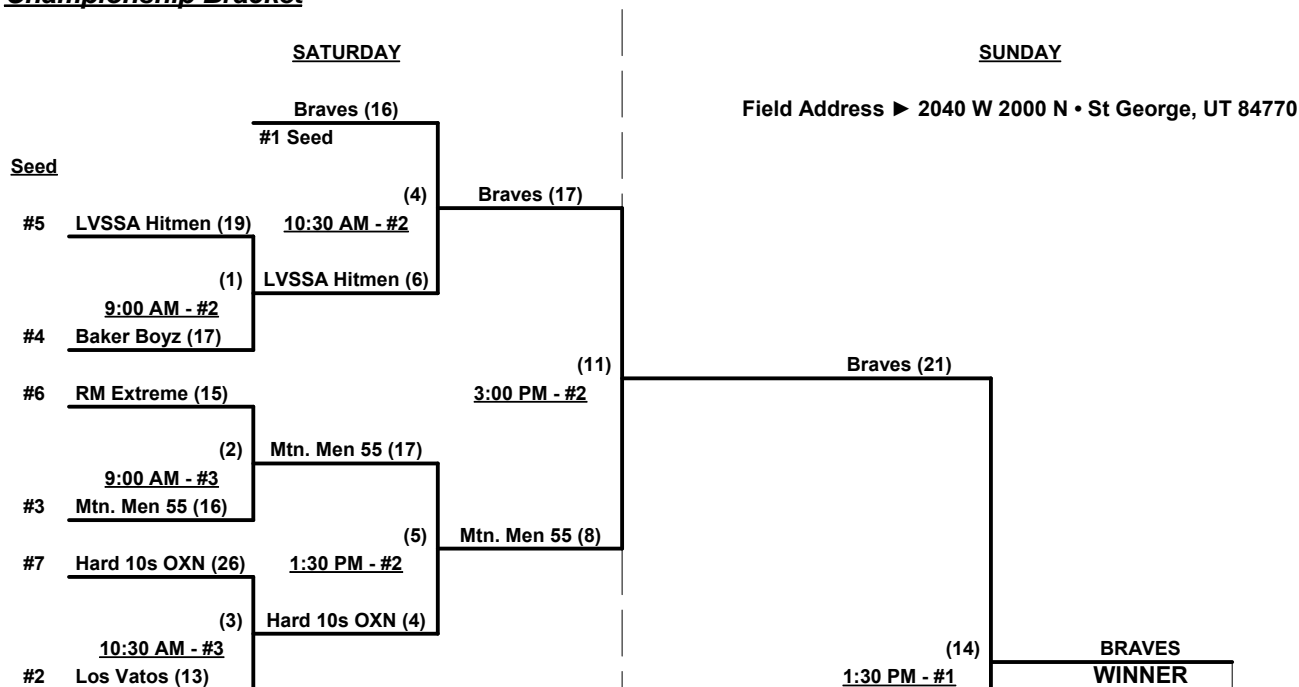 Championship Bracket
SATURDAY
SUNDAY
Braves (16)
Field Address ► 2040 W 2000 N • St George, UT 84770
#1 Seed
Seed
(4)
Braves (17)
#5 LVSSA Hitmen (19)
10:30 AM - #2
(1)
LVSSA Hitmen (6)
9:00 AM - #2
#4 Baker Boyz (17)
(11)
Braves (21)
#6 RM Extreme (15)
3:00 PM - #2
(2)
Mtn. Men 55 (17)
9:00 AM - #3
#3 Mtn. Men 55 (16)
(5)
Mtn. Men 55 (8)
#7 Hard 10s OXN (26)
1:30 PM - #2
(3)
Hard 10s OXN (4)
10:30 AM - #3
(14)
BRAVES
#2 Los Vatos (13)
1:30 PM - #1
WINNER